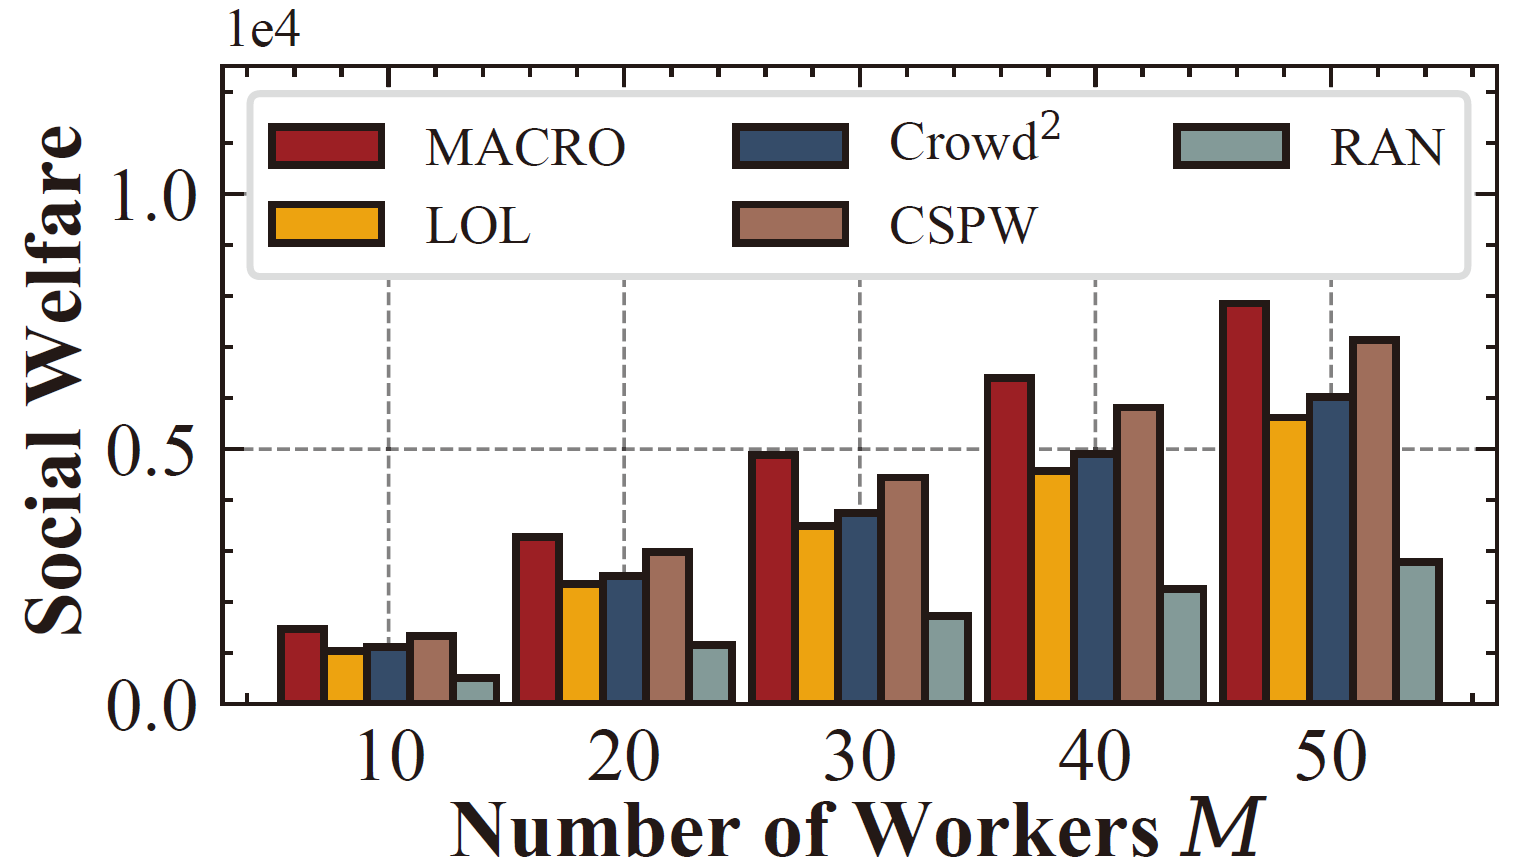 1e4
Social Welfare
1.0
0.5
0.0
MACRO
Crowd²
RAN
LOL
CSPW
10 20 30 40 50
Number of Workers M